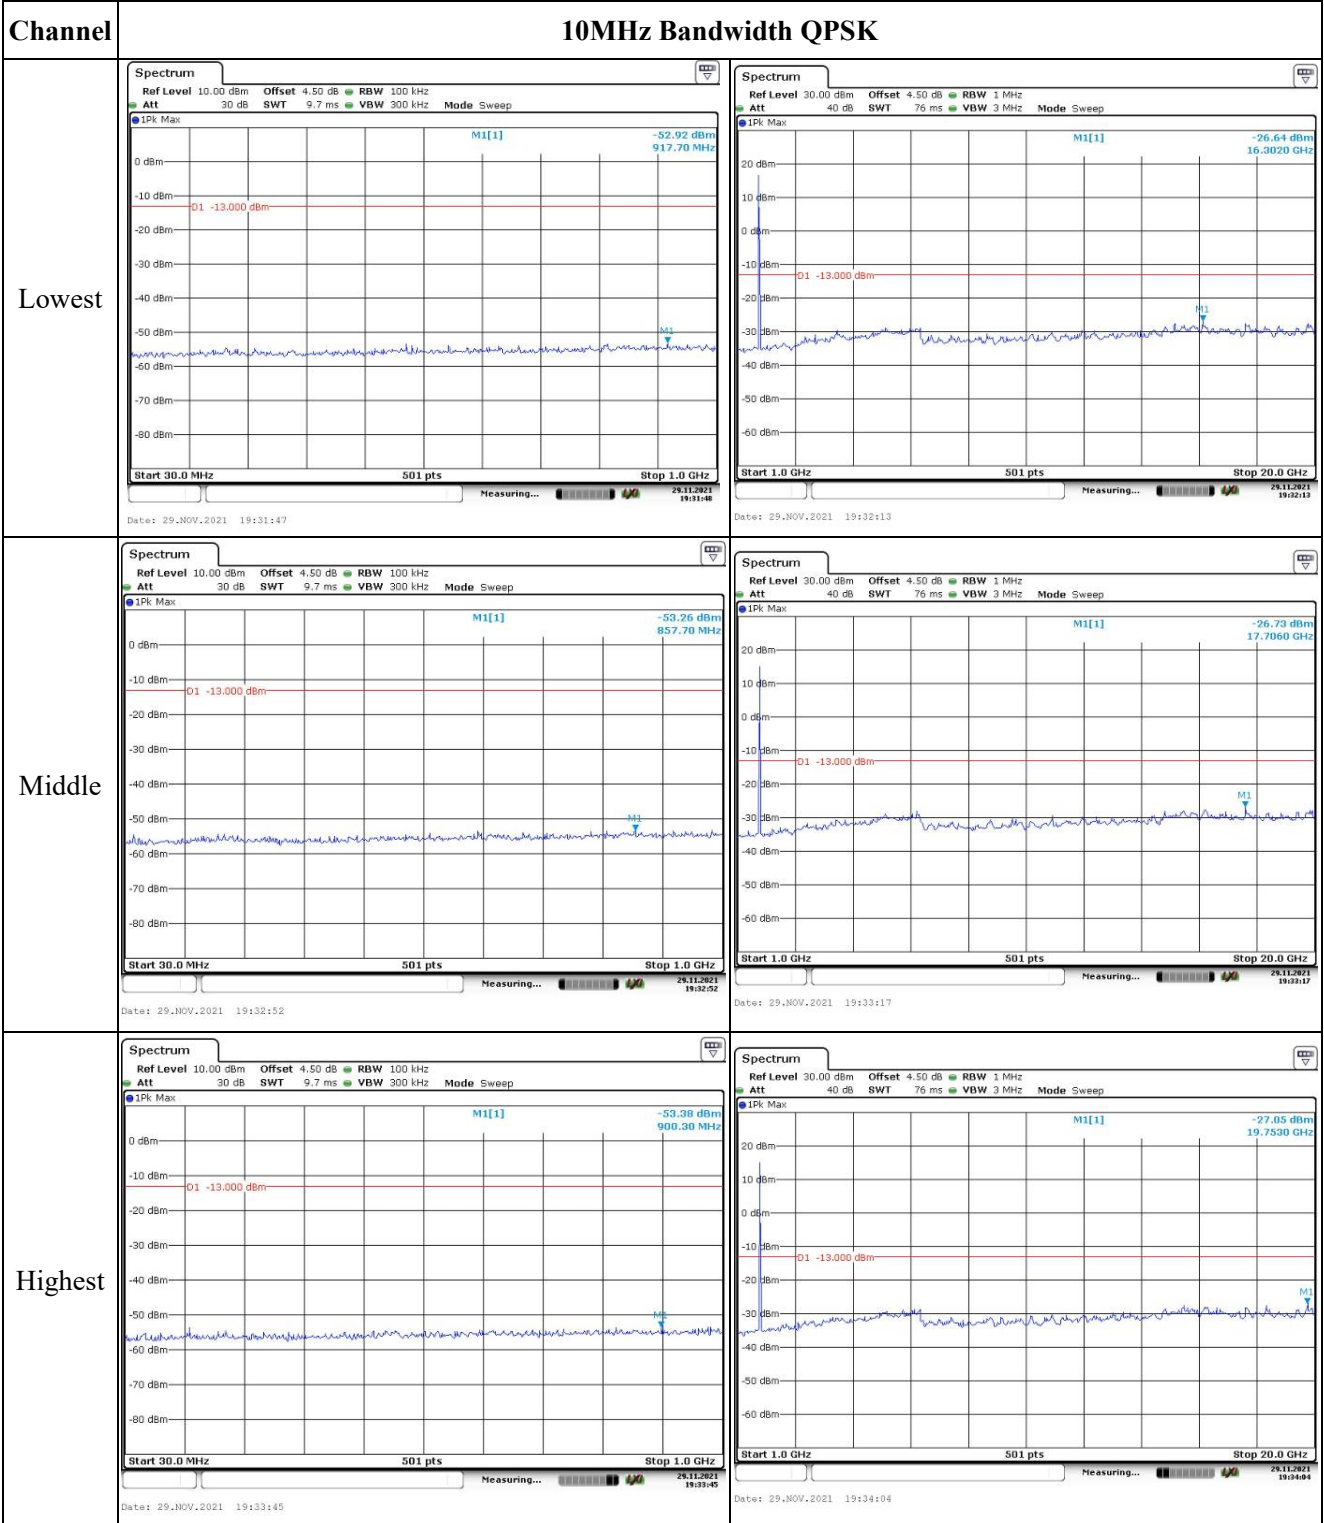 Channel 10MHz Bandwidth QPSK
Lowest
Spectrum
Ref Level 10.00 dBm Offset 4.50 dB RBW 100 kHz
Att 30 dB SWT 9.7 ms VBW 300 kHz Mode Sweep
1Pk Max
M1[1] -52.92 dBm
917.70 MHz
0 dBm
-10 dBm
D1 -13.000 dBm
-20 dBm
-30 dBm
-40 dBm
-50 dBm
M1
-60 dBm
-70 dBm
-80 dBm
Start 30.0 MHz 501 pts Stop 1.0 GHz
Measuring... 29.11.2021
19:31:48
Date: 29.NOV.2021 19:31:47
Spectrum
Ref Level 30.00 dBm Offset 4.50 dB RBW 1 MHz
Att 40 dB SWT 76 ms VBW 3 MHz Mode Sweep
1Pk Max
M1[1] -26.64 dBm
16.3020 GHz
20 dBm
10 dBm
0 dBm
-10 dBm
D1 -13.000 dBm
-20 dBm
M1
-30 dBm
-40 dBm
-50 dBm
-60 dBm
Start 1.0 GHz 501 pts Stop 20.0 GHz
Measuring... 29.11.2021
19:32:13
Date: 29.NOV.2021 19:32:13
Middle
Spectrum
Ref Level 10.00 dBm Offset 4.50 dB RBW 100 kHz
Att 30 dB SWT 9.7 ms VBW 300 kHz Mode Sweep
1Pk Max
M1[1] -53.26 dBm
857.70 MHz
0 dBm
-10 dBm
D1 -13.000 dBm
-20 dBm
-30 dBm
-40 dBm
-50 dBm
M1
-60 dBm
-70 dBm
-80 dBm
Start 30.0 MHz 501 pts Stop 1.0 GHz
Measuring... 29.11.2021
19:32:52
Date: 29.NOV.2021 19:32:52
Spectrum
Ref Level 30.00 dBm Offset 4.50 dB RBW 1 MHz
Att 40 dB SWT 76 ms VBW 3 MHz Mode Sweep
1Pk Max
M1[1] -26.73 dBm
17.7060 GHz
20 dBm
10 dBm
0 dBm
-10 dBm
D1 -13.000 dBm
-20 dBm
M1
-30 dBm
-40 dBm
-50 dBm
-60 dBm
Start 1.0 GHz 501 pts Stop 20.0 GHz
Measuring... 29.11.2021
19:33:17
Date: 29.NOV.2021 19:33:17
Highest
Spectrum
Ref Level 10.00 dBm Offset 4.50 dB RBW 100 kHz
Att 30 dB SWT 9.7 ms VBW 300 kHz Mode Sweep
1Pk Max
M1[1] -53.38 dBm
900.30 MHz
0 dBm
-10 dBm
D1 -13.000 dBm
-20 dBm
-30 dBm
-40 dBm
-50 dBm
M1
-60 dBm
-70 dBm
-80 dBm
Start 30.0 MHz 501 pts Stop 1.0 GHz
Measuring... 29.11.2021
19:33:45
Date: 29.NOV.2021 19:33:45
Spectrum
Ref Level 30.00 dBm Offset 4.50 dB RBW 1 MHz
Att 40 dB SWT 76 ms VBW 3 MHz Mode Sweep
1Pk Max
M1[1] -27.05 dBm
19.7530 GHz
20 dBm
10 dBm
0 dBm
-10 dBm
D1 -13.000 dBm
-20 dBm
M1
-30 dBm
-40 dBm
-50 dBm
-60 dBm
Start 1.0 GHz 501 pts Stop 20.0 GHz
Measuring... 29.11.2021
19:34:04
Date: 29.NOV.2021 19:34:04